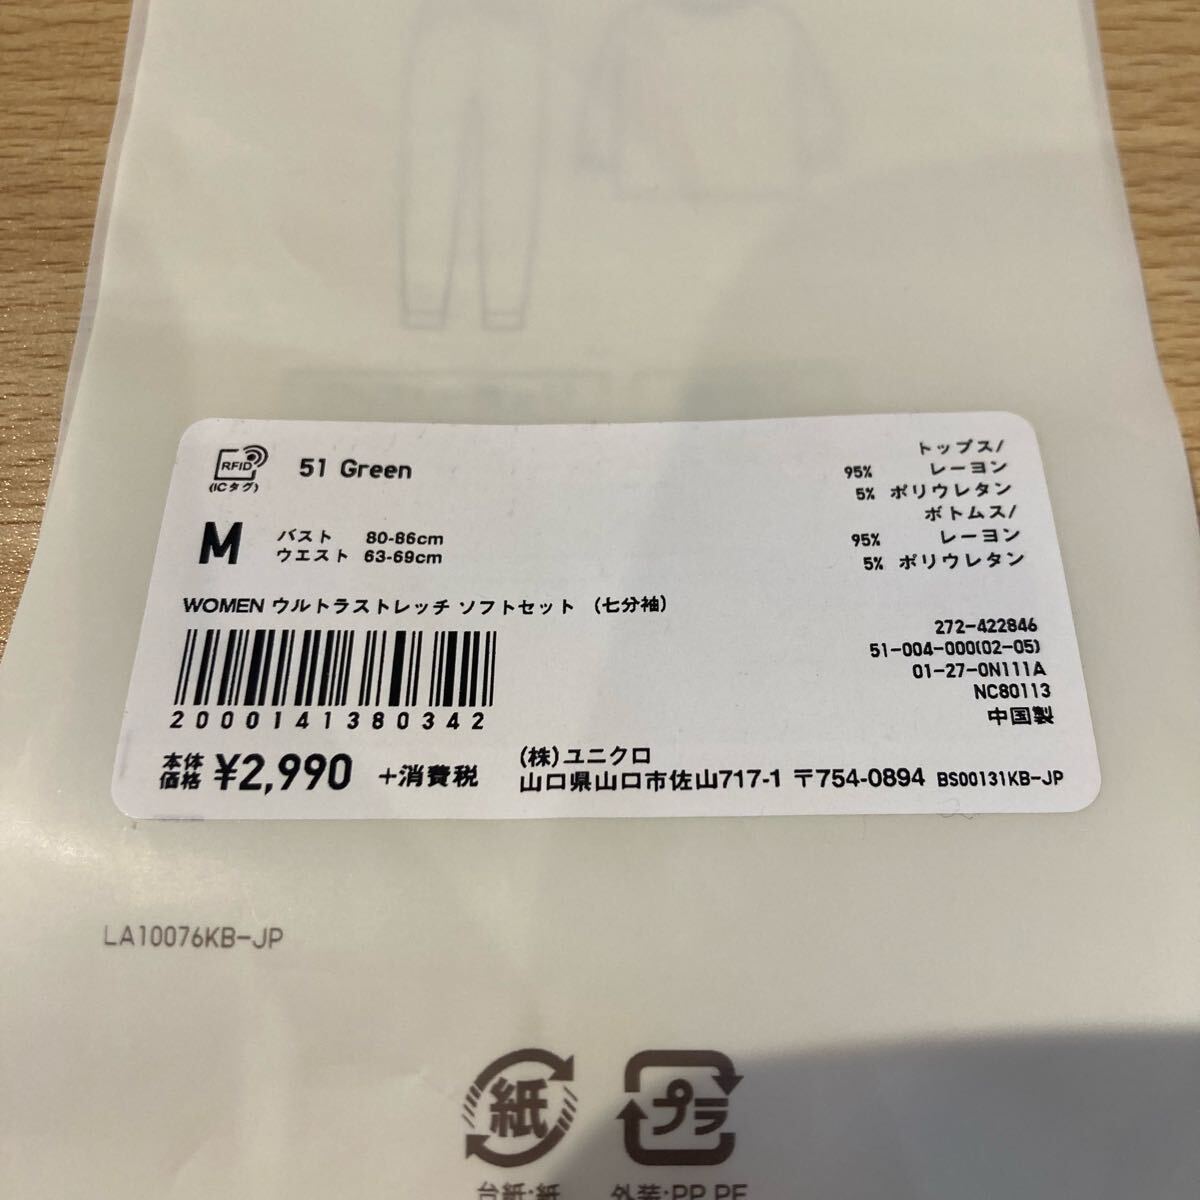 RFID
(ICタグ)
51 Green
M
バスト 80-86cm
ウエスト 63-69cm
トップス/
95% レーヨン
5% ポリウレタン
ボトムス/
95% レーヨン
5% ポリウレタン
WOMEN ウルトラストレッチ ソフトセット (七分袖)
2000141380342
272-422846
51-004-000(02-05)
01-27-0N111A
NC80113
中国製
本体価格 ¥2,990 +消費税
(株)ユニクロ
山口県山口市佐山717-1 〒754-0894 BS00131KB-JP
LA10076KB-JP
紙
プラ
台紙:紙
外装:PP,PE